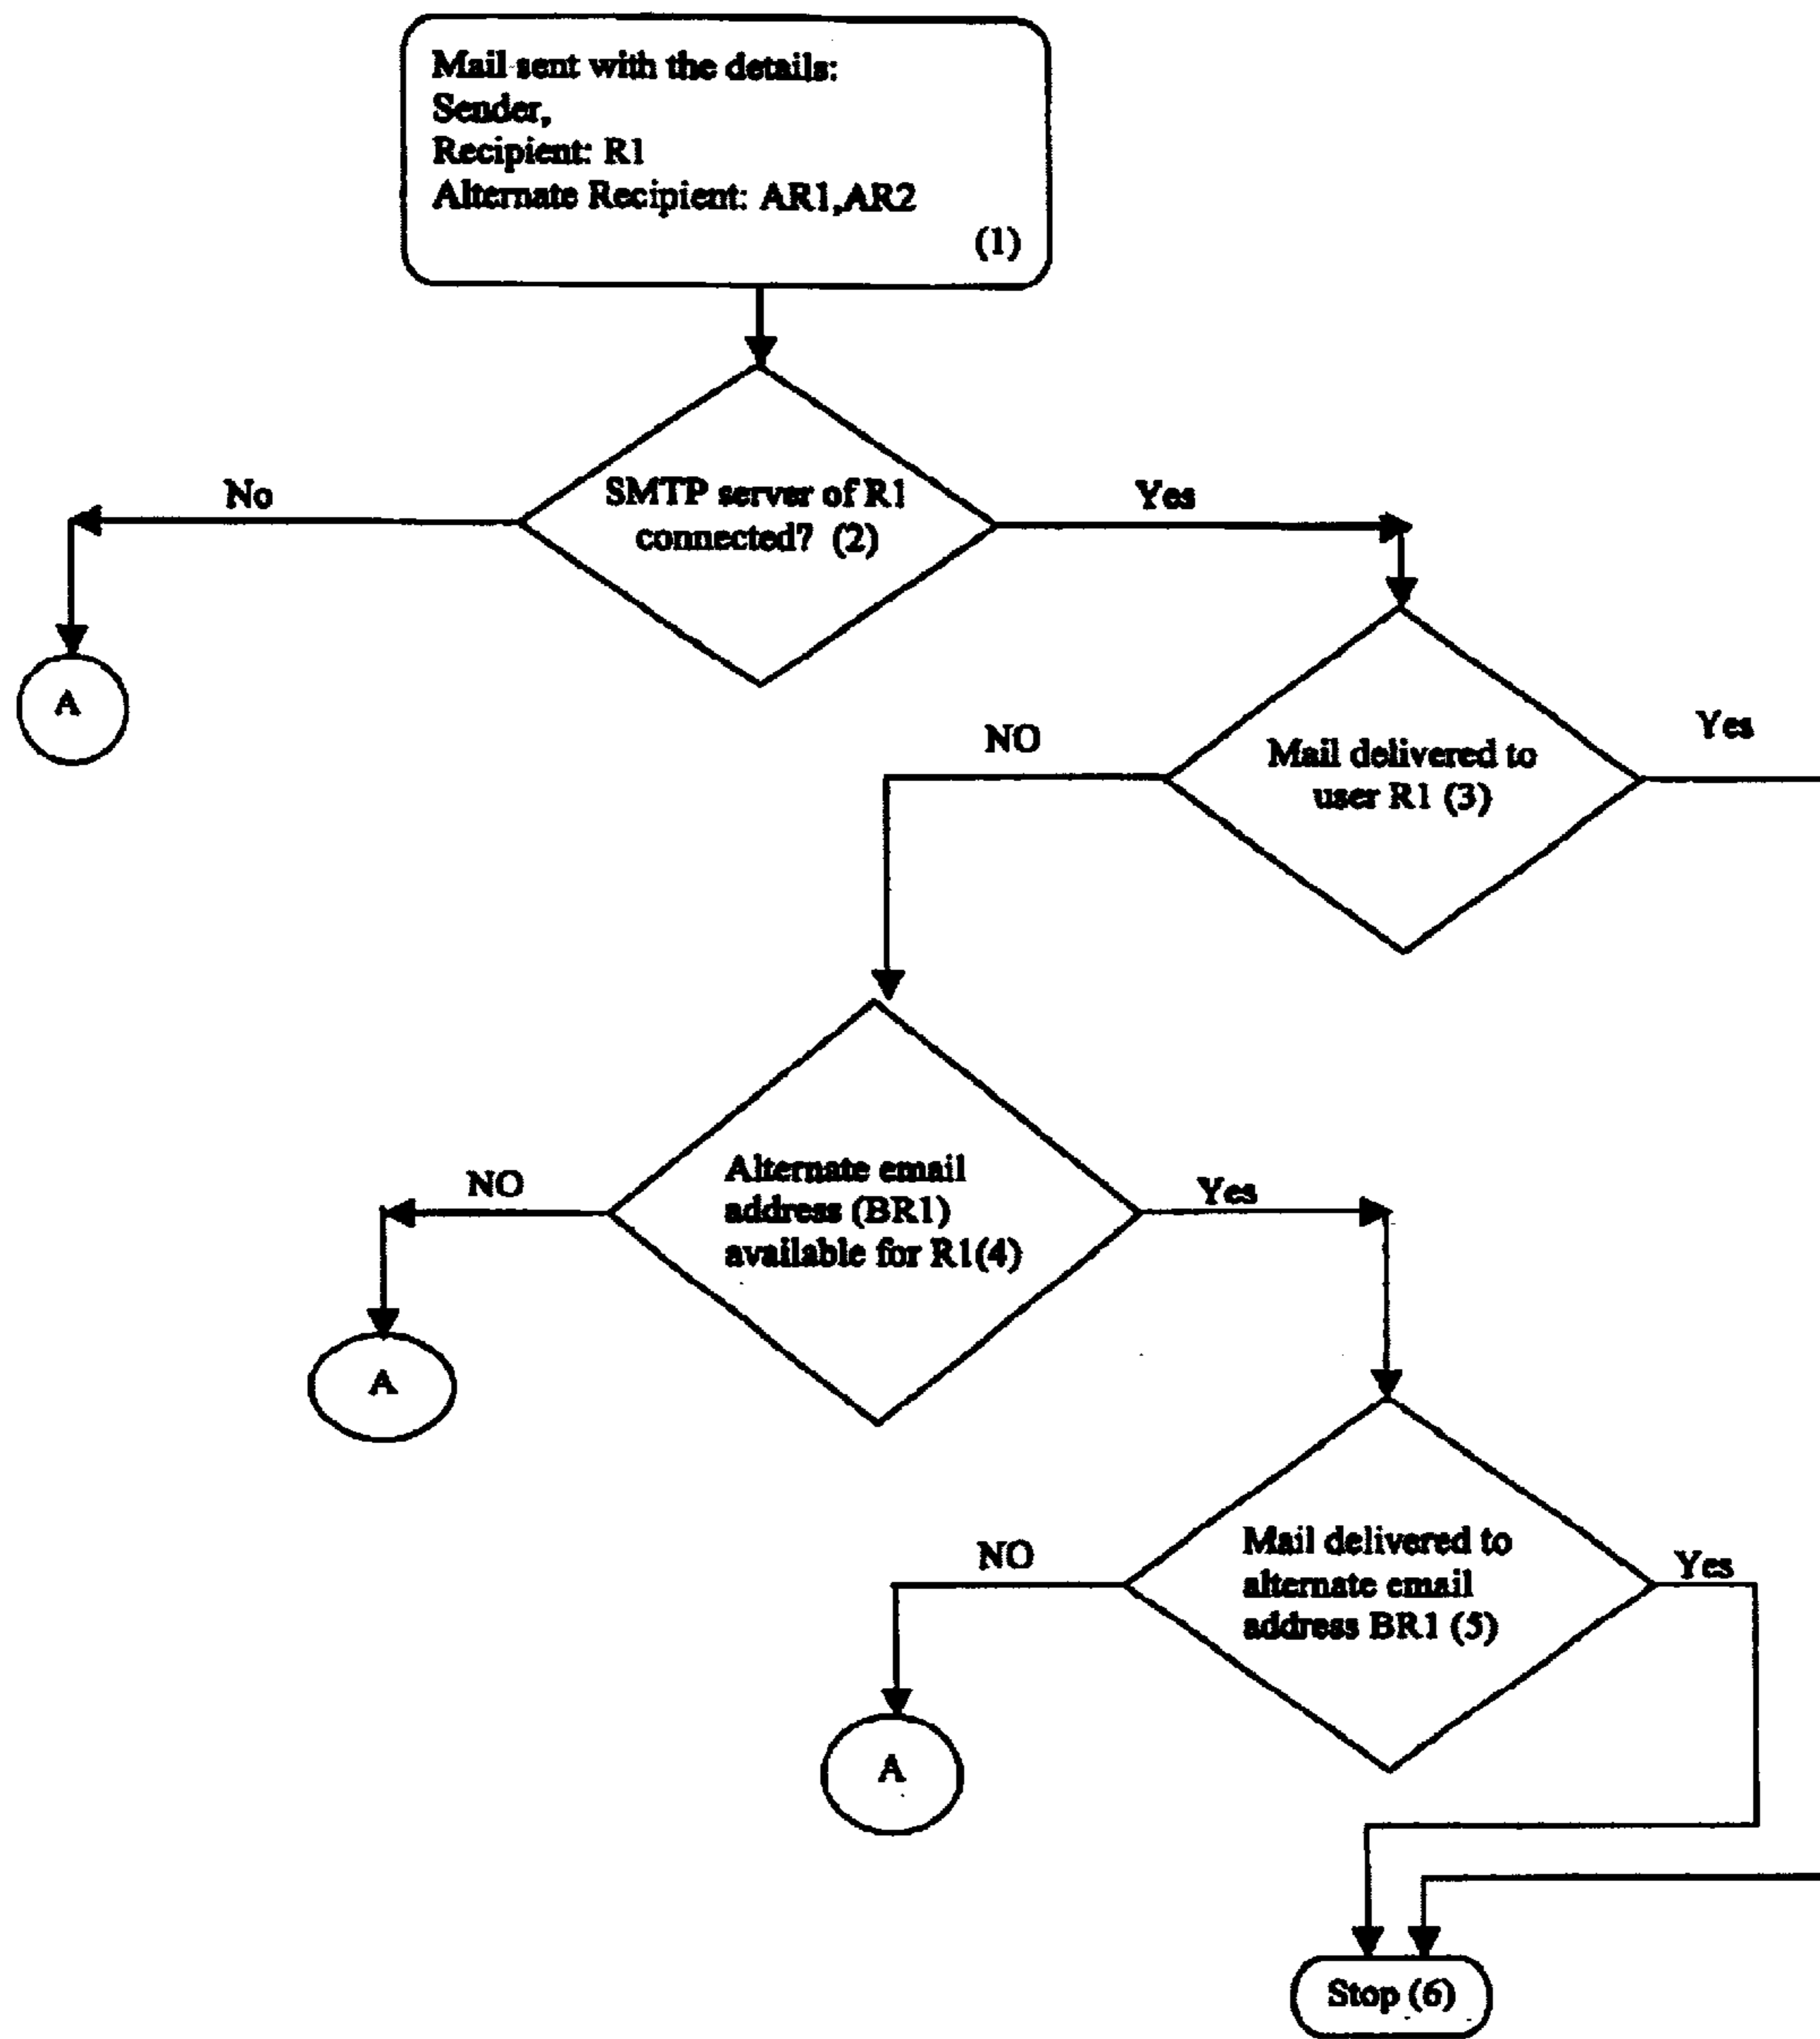 Mail sent with the details:
Sender,
Recipient: R1
Alternate Recipient: AR1,AR2
(1)
No
SMTP server of R1
connected? (2)
Yes
A
NO
Mail delivered to
user R1 (3)
Yes
NO
Alternate email
address (BR1)
available for R1(4)
Yes
A
NO
Mail delivered to
alternate email
address BR1 (5)
Yes
A
Stop (6)